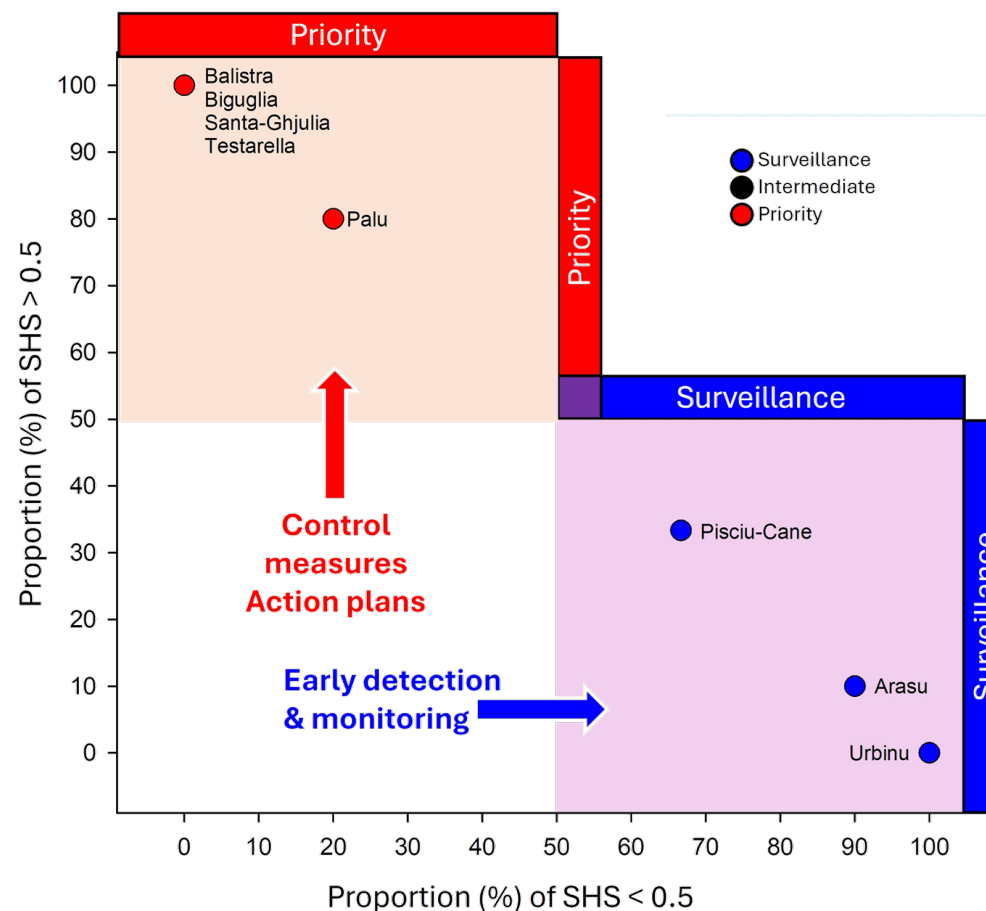 Priority
Balistra
Biguglia
Santa-Ghjulia
Testarella
Palu
Priority
Surveillance
Intermediate
Priority
Surveillance
Surveillance
Control
measures
Action plans
Early detection
& monitoring
Pisciu-Cane
Arasu
Urbinu
Proportion (%) of SHS > 0.5
100
90
80
70
60
50
40
30
20
10
0
0 10 20 30 40 50 60 70 80 90 100
Proportion (%) of SHS < 0.5